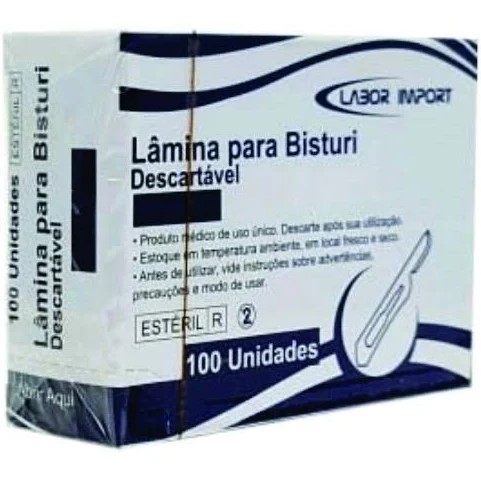 LABOR IMPORT
Lâmina para Bisturi
Descartável
• Produto médico de uso único. Descarte após sua utilização.
• Estoque em temperatura ambiente, em local fresco e seco.
• Antes de utilizar, vide instruções sobre advertências,
precauções e modo de usar.
ESTÉRIL R 2
100 Unidades
100 Unidades ESTÉRIL R
Lâmina para Bisturi
Descartável
Abrir Aqui